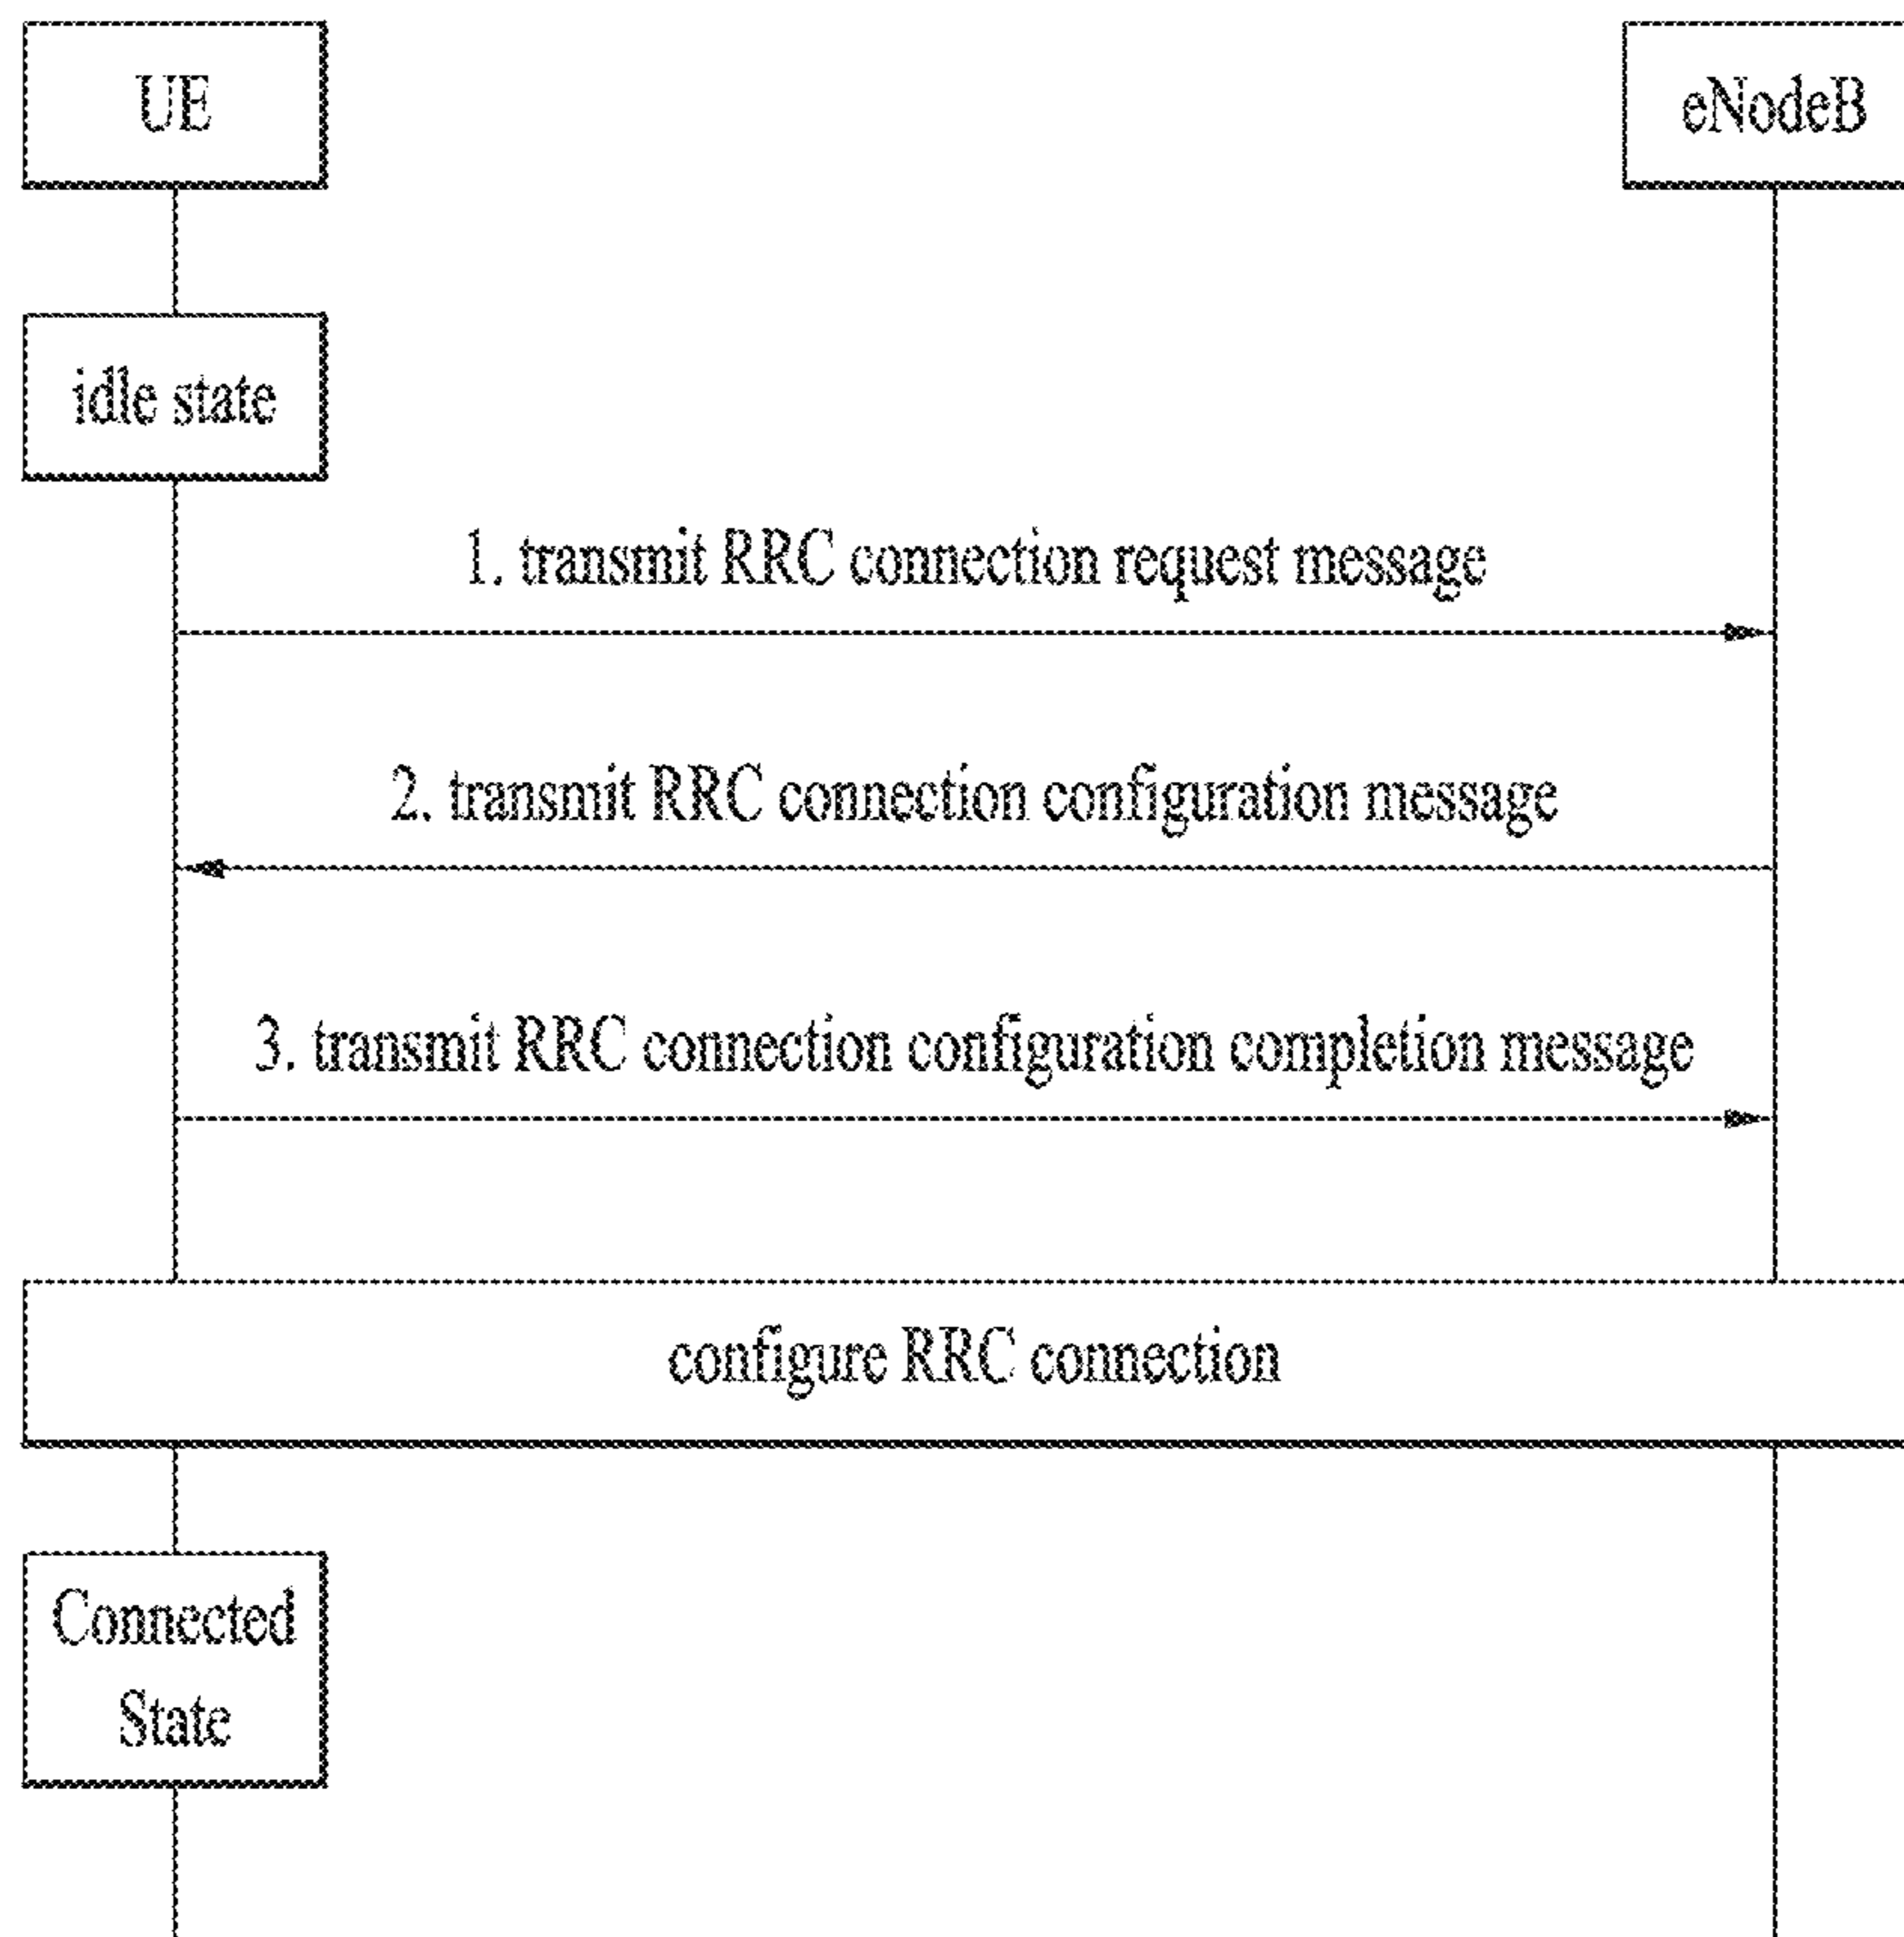 UE
eNodeB
idle state
1. transmit RRC connection request message
2. transmit RRC connection configuration message
3. transmit RRC connection configuration completion message
configure RRC connection
Connected
State